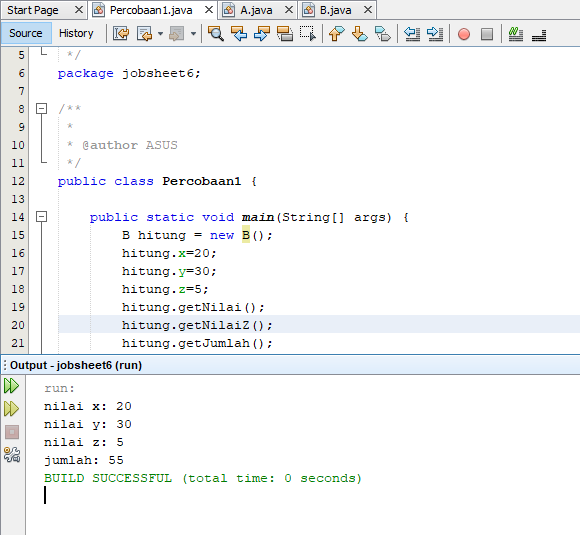 Start Page Percobaan1.java A.java B.java
Source History
5 */
6 package jobsheet6;
7
8 /**
9 *
10 * @author ASUS
11 */
12 public class Percobaan1 {
13
14 public static void main(String[] args) {
15 B hitung = new B();
16 hitung.x=20;
17 hitung.y=30;
18 hitung.z=5;
19 hitung.getNilai();
20 hitung.getNilaiZ();
21 hitung.getJumlah();
Output - jobsheet6 (run)
run:
nilai x: 20
nilai y: 30
nilai z: 5
jumlah: 55
BUILD SUCCESSFUL (total time: 0 seconds)